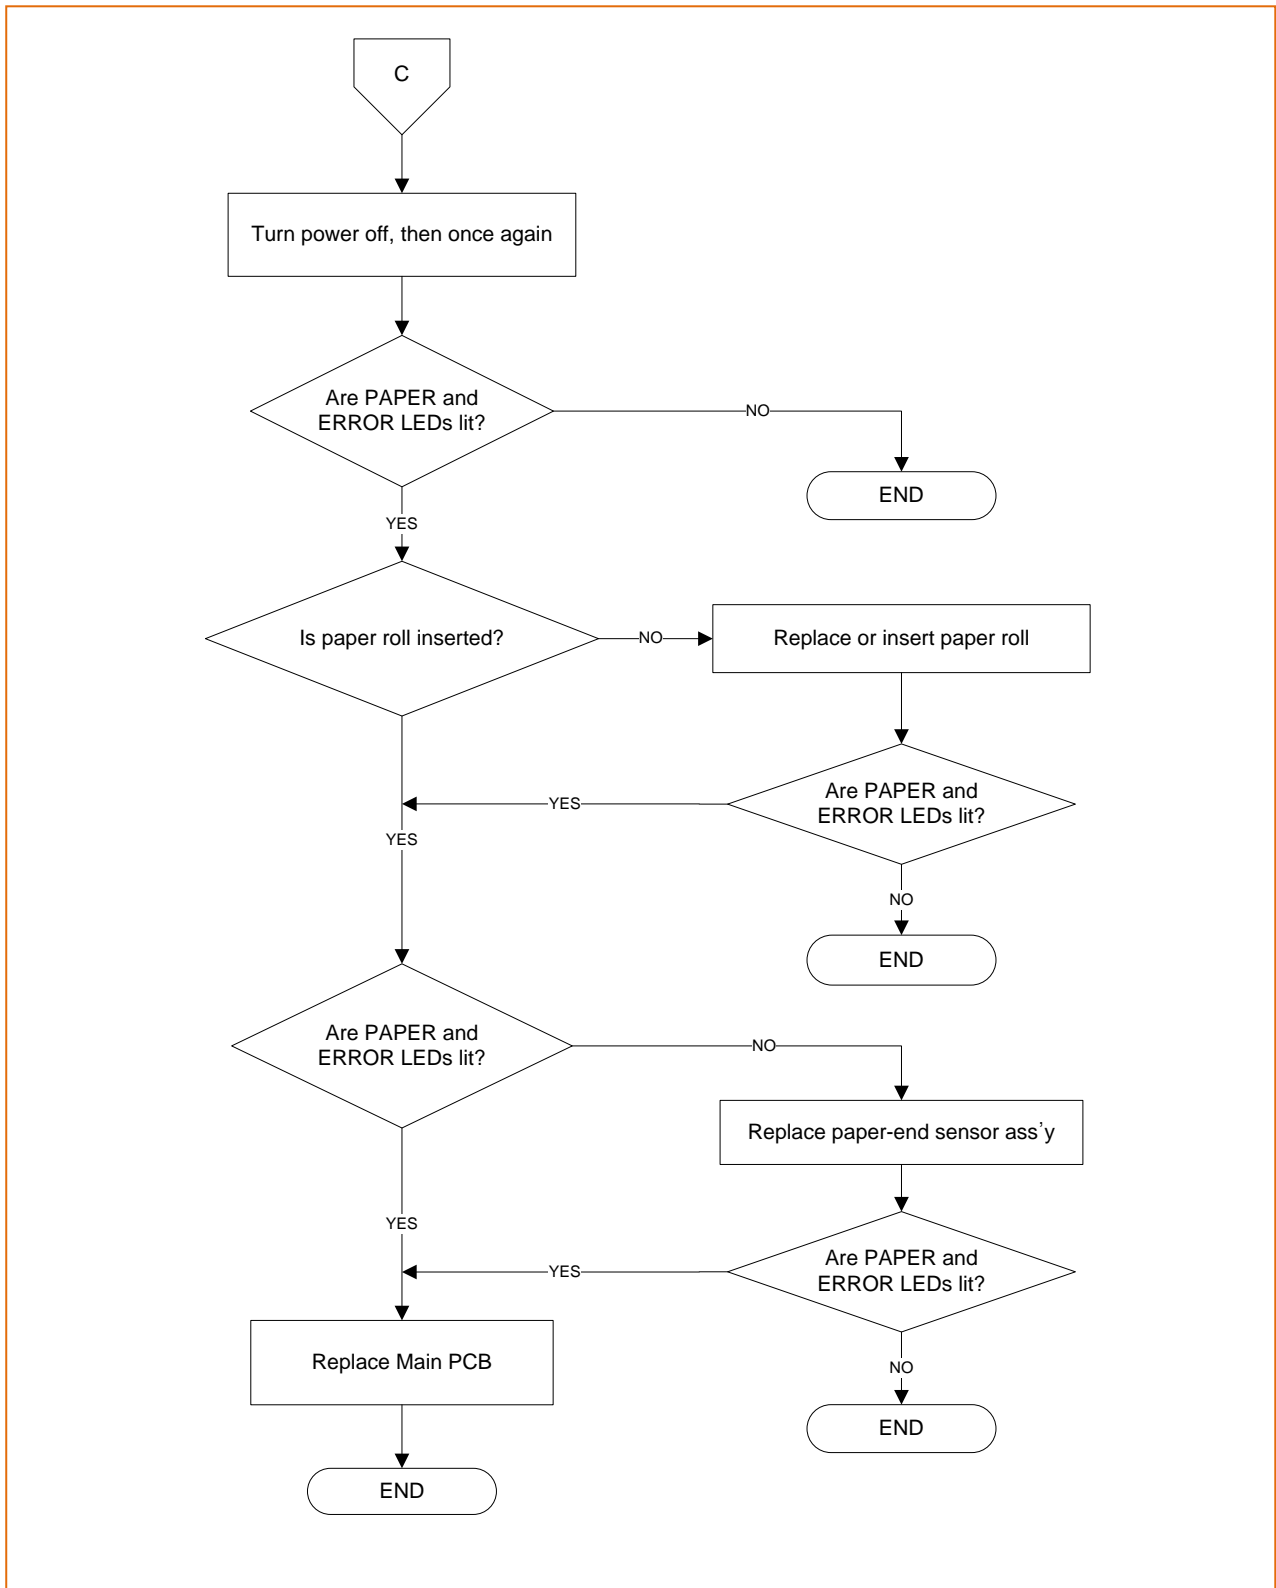 C
Turn power off, then once again
Are PAPER and
ERROR LEDs lit?
NO
END
YES
Is paper roll inserted?
NO
Replace or insert paper roll
Are PAPER and
ERROR LEDs lit?
YES
YES
NO
END
Are PAPER and
ERROR LEDs lit?
NO
Replace paper-end sensor ass’y
YES
Are PAPER and
ERROR LEDs lit?
YES
Replace Main PCB
NO
END
END